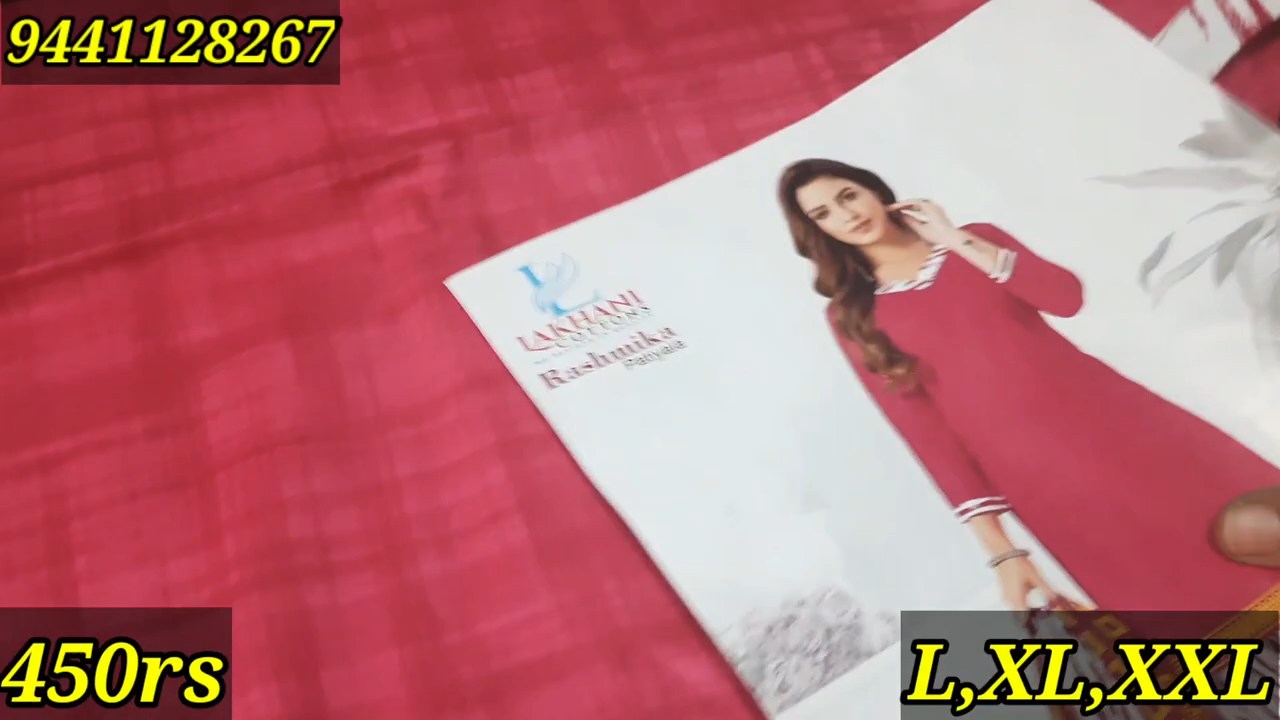 9441128267
LAKHANI
COTTONS
Rashmika
Patiyala
450rs
L,XL,XXL